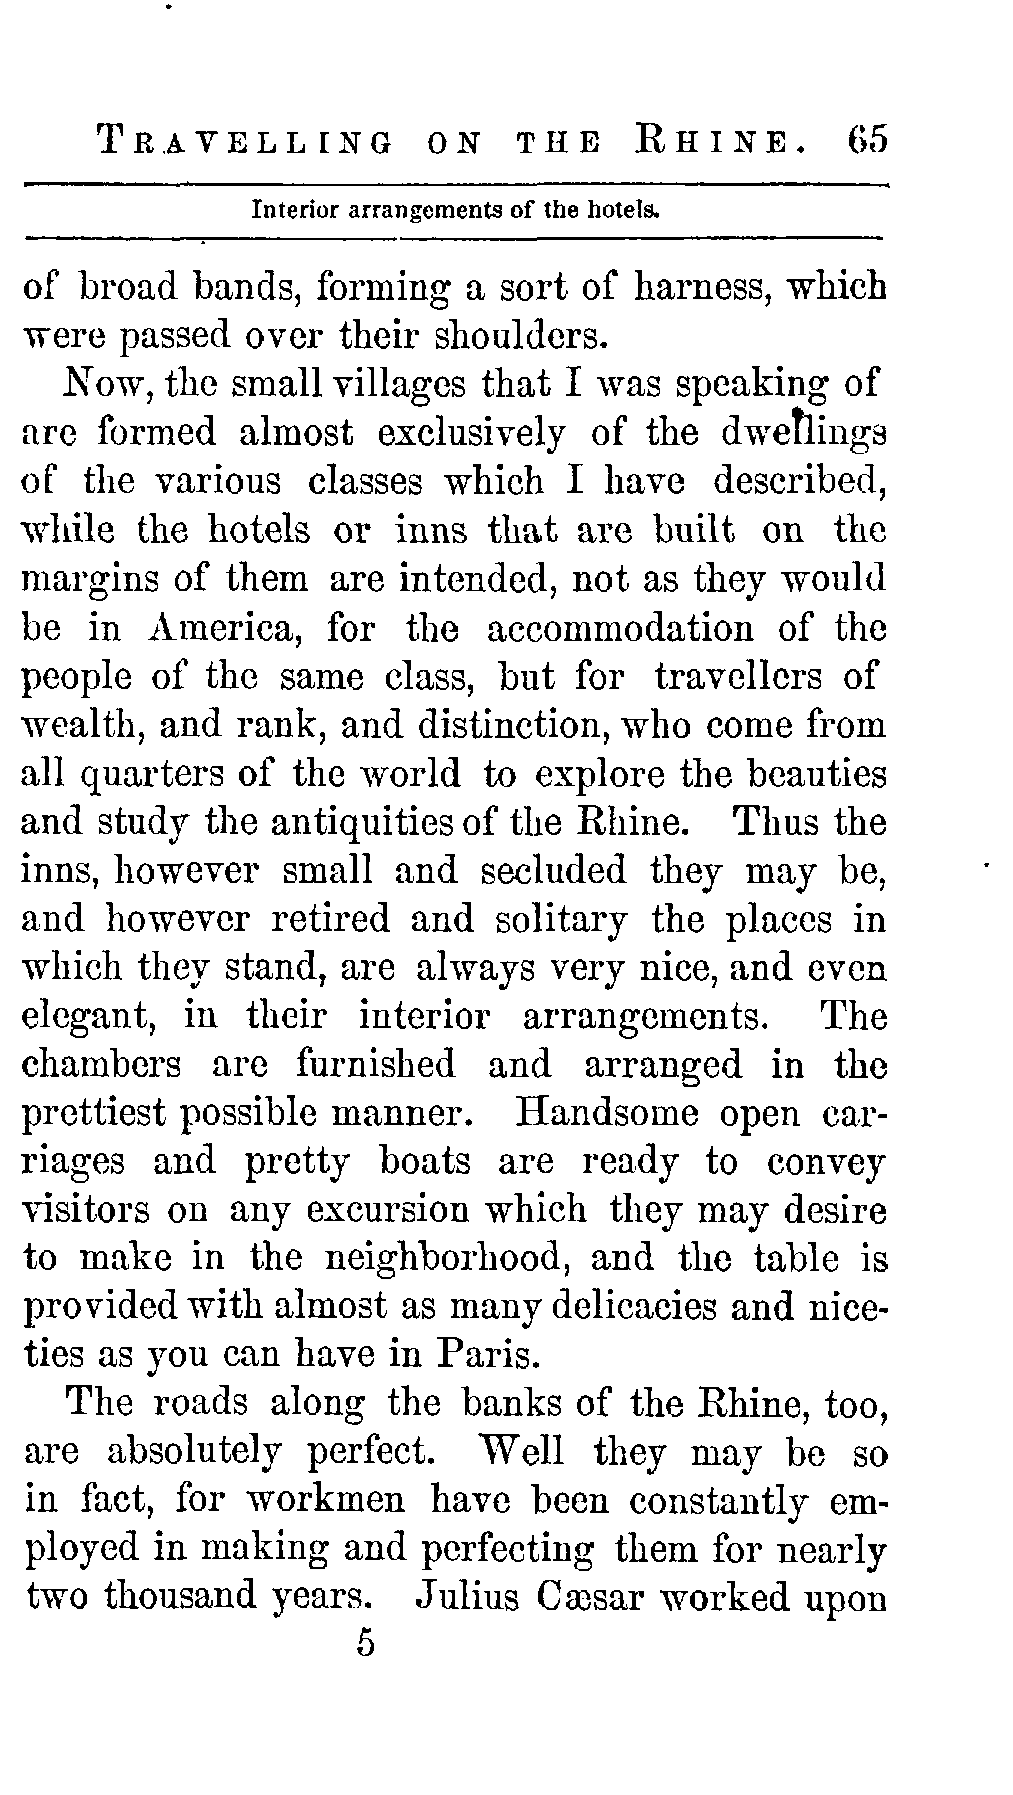 TRAVELLING ON THE RHINE. 65
Interior arrangements of the hotels.
of broad bands, forming a sort of harness, which
were passed over their shoulders.
Now, the small villages that I was speaking of
are formed almost exclusively of the dwellings
of the various classes which I have described,
while the hotels or inns that are built on the
margins of them are intended, not as they would
be in America, for the accommodation of the
people of the same class, but for travellers of
wealth, and rank, and distinction, who come from
all quarters of the world to explore the beauties
and study the antiquities of the Rhine. Thus the
inns, however small and secluded they may be,
and however retired and solitary the places in
which they stand, are always very nice, and even
elegant, in their interior arrangements. The
chambers are furnished and arranged in the
prettiest possible manner. Handsome open car-
riages and pretty boats are ready to convey
visitors on any excursion which they may desire
to make in the neighborhood, and the table is
provided with almost as many delicacies and nice-
ties as you can have in Paris.
The roads along the banks of the Rhine, too,
are absolutely perfect. Well they may be so
in fact, for workmen have been constantly em-
ployed in making and perfecting them for nearly
two thousand years. Julius Cæsar worked upon
5